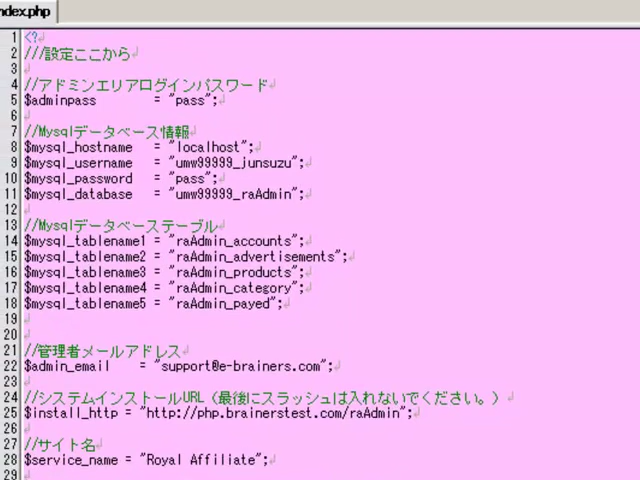 ndex.php
1 <?
2 ///設定ここから
3
4 //アドミンエリアログインパスワード
5 $adminpass = "pass";
6
7 //Mysqlデータベース情報
8 $mysql_hostname = "localhost";
9 $mysql_username = "umw99999_junsuzu";
10 $mysql_password = "pass";
11 $mysql_database = "umw99999_raAdmin";
12
13 //Mysqlデータベーステーブル
14 $mysql_tablename1 = "raAdmin_accounts";
15 $mysql_tablename2 = "raAdmin_advertisements";
16 $mysql_tablename3 = "raAdmin_products";
17 $mysql_tablename4 = "raAdmin_category";
18 $mysql_tablename5 = "raAdmin_payed";
19
20
21 //管理者メールアドレス
22 $admin_email = "support@e-brainers.com";
23
24 //システムインストールURL（最後にスラッシュは入れないでください。）
25 $install_http = "http://php.brainerstest.com/raAdmin";
26
27 //サイト名
28 $service_name = "Royal Affiliate";
29